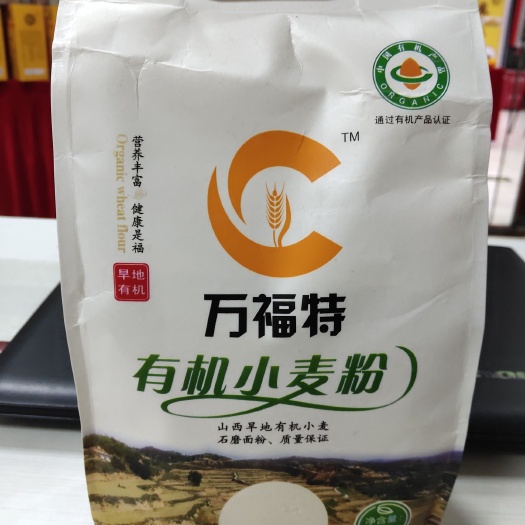 中国有机产品
ORGANIC
通过有机产品认证
TM
营养丰富 健康是福
Organic wheat flour
旱地
有机
万福特
有机小麦粉
山西旱地有机小麦
石磨面粉、质量保证
净含量